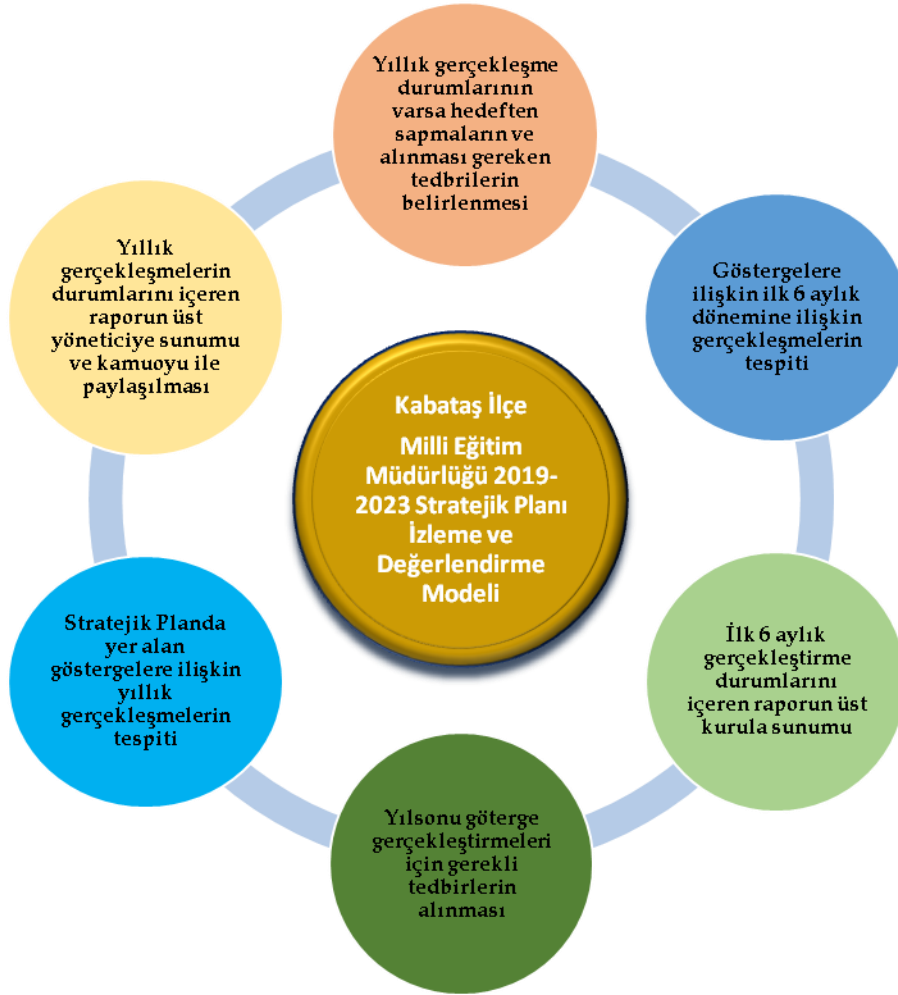 Yıllık gerçekleşme
durumlarının
varsa hedeften
sapmaların ve
alınması gereken
tedbrilerin
belirlenmesi
Göstergelere
ilişkin ilk 6 aylık
dönemine ilişkin
gerçekleşmelerin
tespiti
İlk 6 aylık
gerçekleştirme
durumlarını
içeren raporun üst
kurula sunumu
Yılsonu göterge
gerçekleştirmeleri
için gerekli
tedbirlerin
alınması
Stratejik Planda
yer alan
göstergelere ilişkin
yıllık
gerçekleşmelerin
tespiti
Yıllık
gerçekleşmelerin
durumlarını içeren
raporun üst
yöneticiye sunumu
ve kamuoyu ile
paylaşılması
Kabataş İlçe
Milli Eğitim
Müdürlüğü 2019-
2023 Stratejik Planı
İzleme ve
Değerlendirme
Modeli